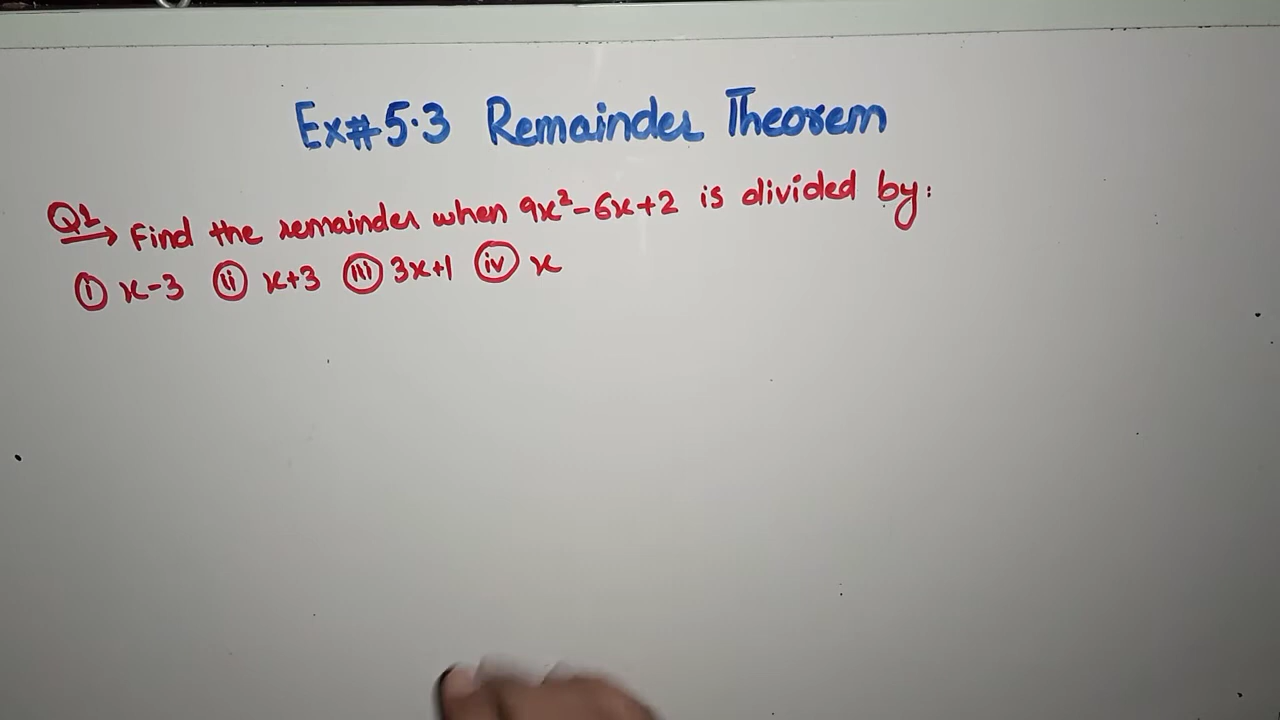 Ex#5.3 Remainder Theorem
Q1→ Find the remainder when 9x²-6x+2 is divided by:
(i) x-3 (ii) x+3 (iii) 3x+1 (iv) x